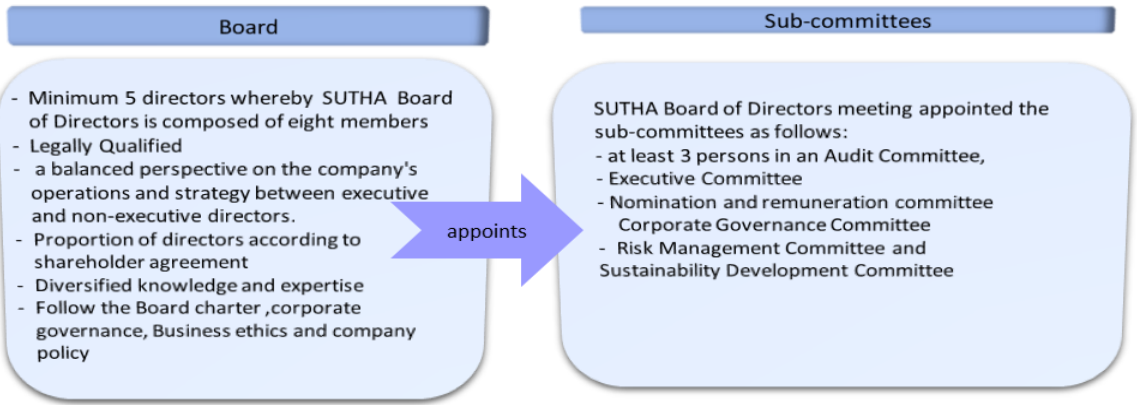 Board
- Minimum 5 directors whereby SUTHA Board
of Directors is composed of eight members
- Legally Qualified
- a balanced perspective on the company's
operations and strategy between executive
and non-executive directors.
- Proportion of directors according to
shareholder agreement
- Diversified knowledge and expertise
- Follow the Board charter ,corporate
governance, Business ethics and company
policy
appoints
Sub-committees
SUTHA Board of Directors meeting appointed the
sub-committees as follows:
- at least 3 persons in an Audit Committee,
- Executive Committee
- Nomination and remuneration committee
Corporate Governance Committee
- Risk Management Committee and
Sustainability Development Committee